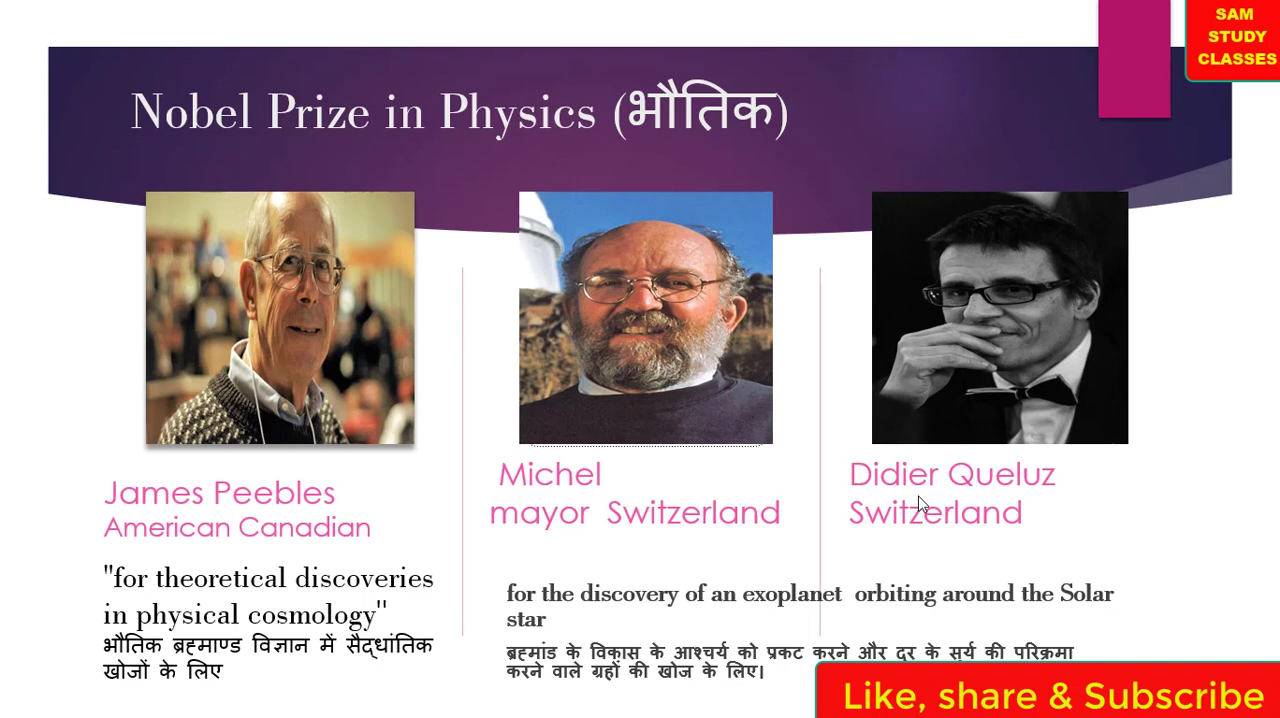 SAM
STUDY
CLASSES
Nobel Prize in Physics (भौतिक)
James Peebles
American Canadian
"for theoretical discoveries
in physical cosmology"
भौतिक ब्रह्माण्ड विज्ञान में सैद्धांतिक
खोजों के लिए
Michel
mayor Switzerland
Didier Queluz
Switzerland
for the discovery of an exoplanet orbiting around the Solar
star
ब्रह्मांड के विकास के आश्चर्य को प्रकट करने और दूर के सूर्य की परिक्रमा
करने वाले ग्रहों की खोज के लिए।
Like, share & Subscribe